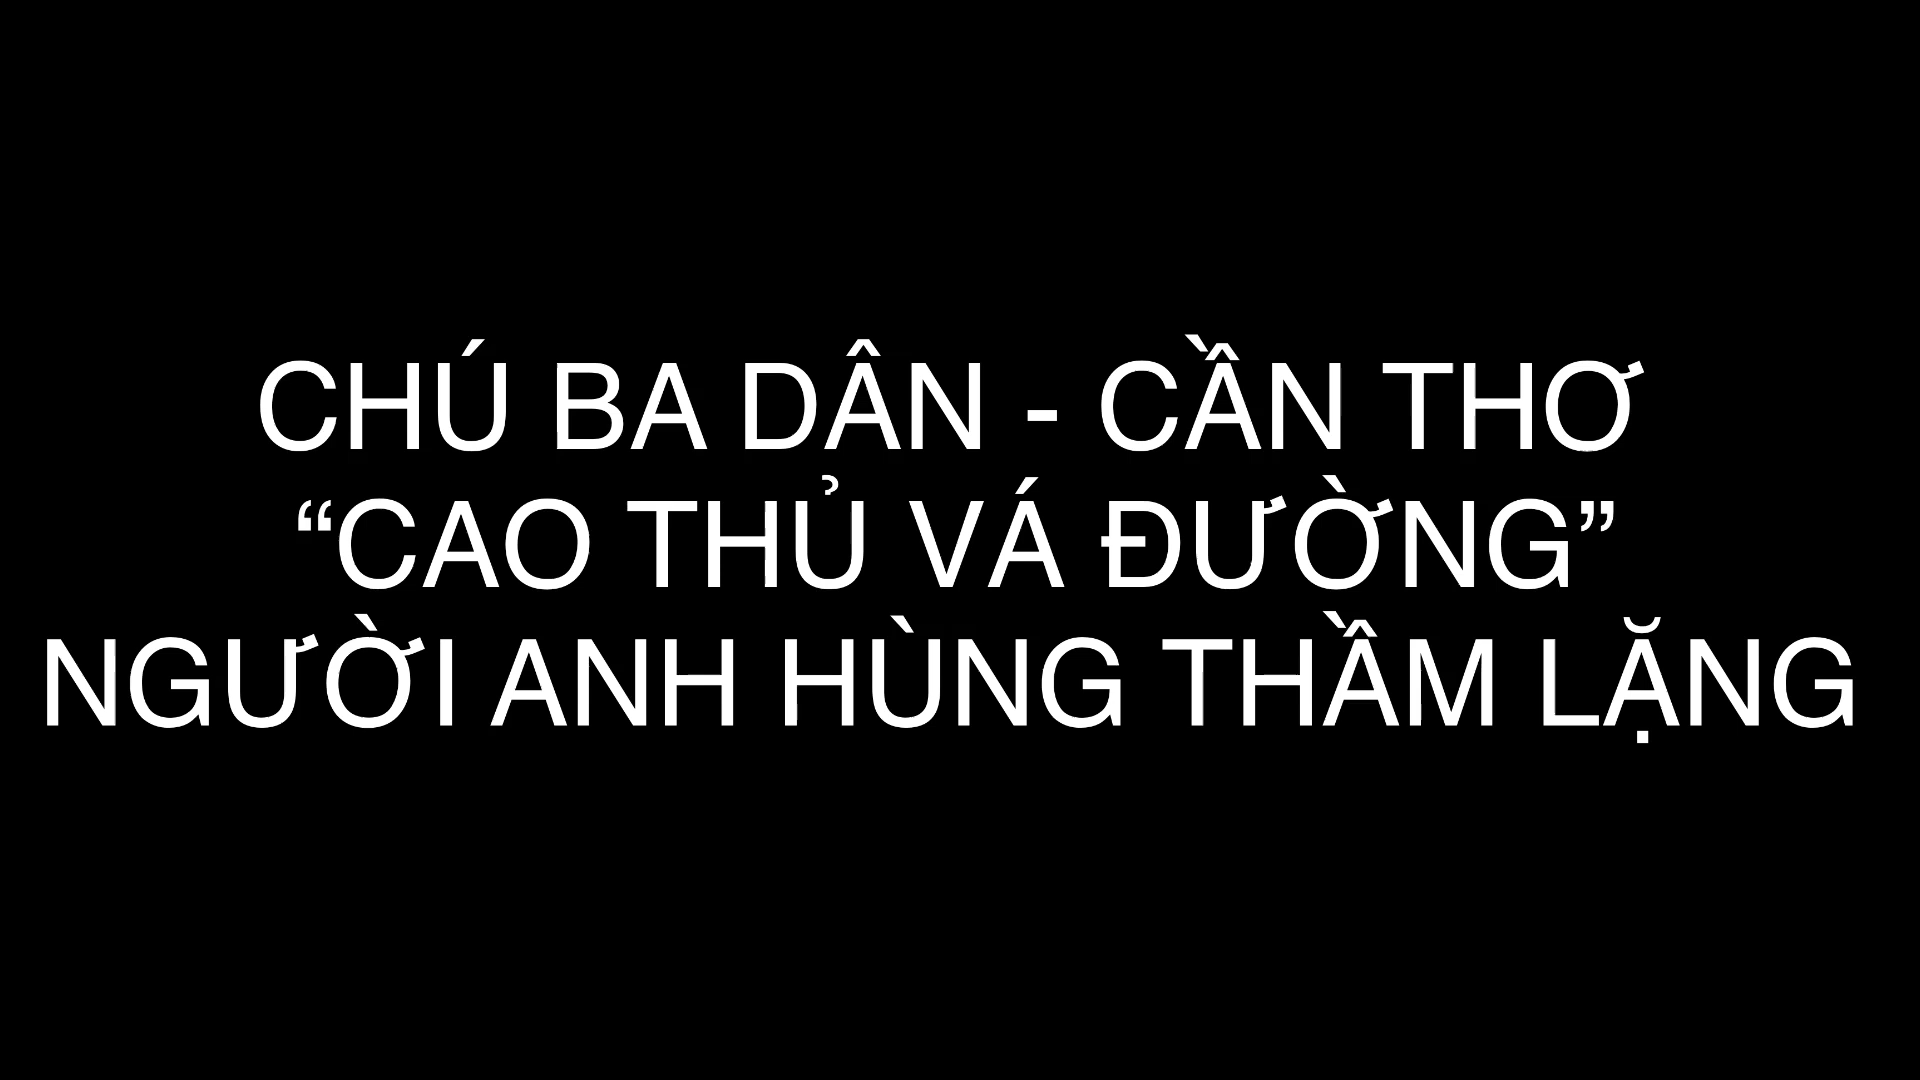 CHÚ BA DÂN - CẦN THƠ
“CAO THỦ VÁ ĐƯỜNG”
NGƯỜI ANH HÙNG THẦM LẶNG